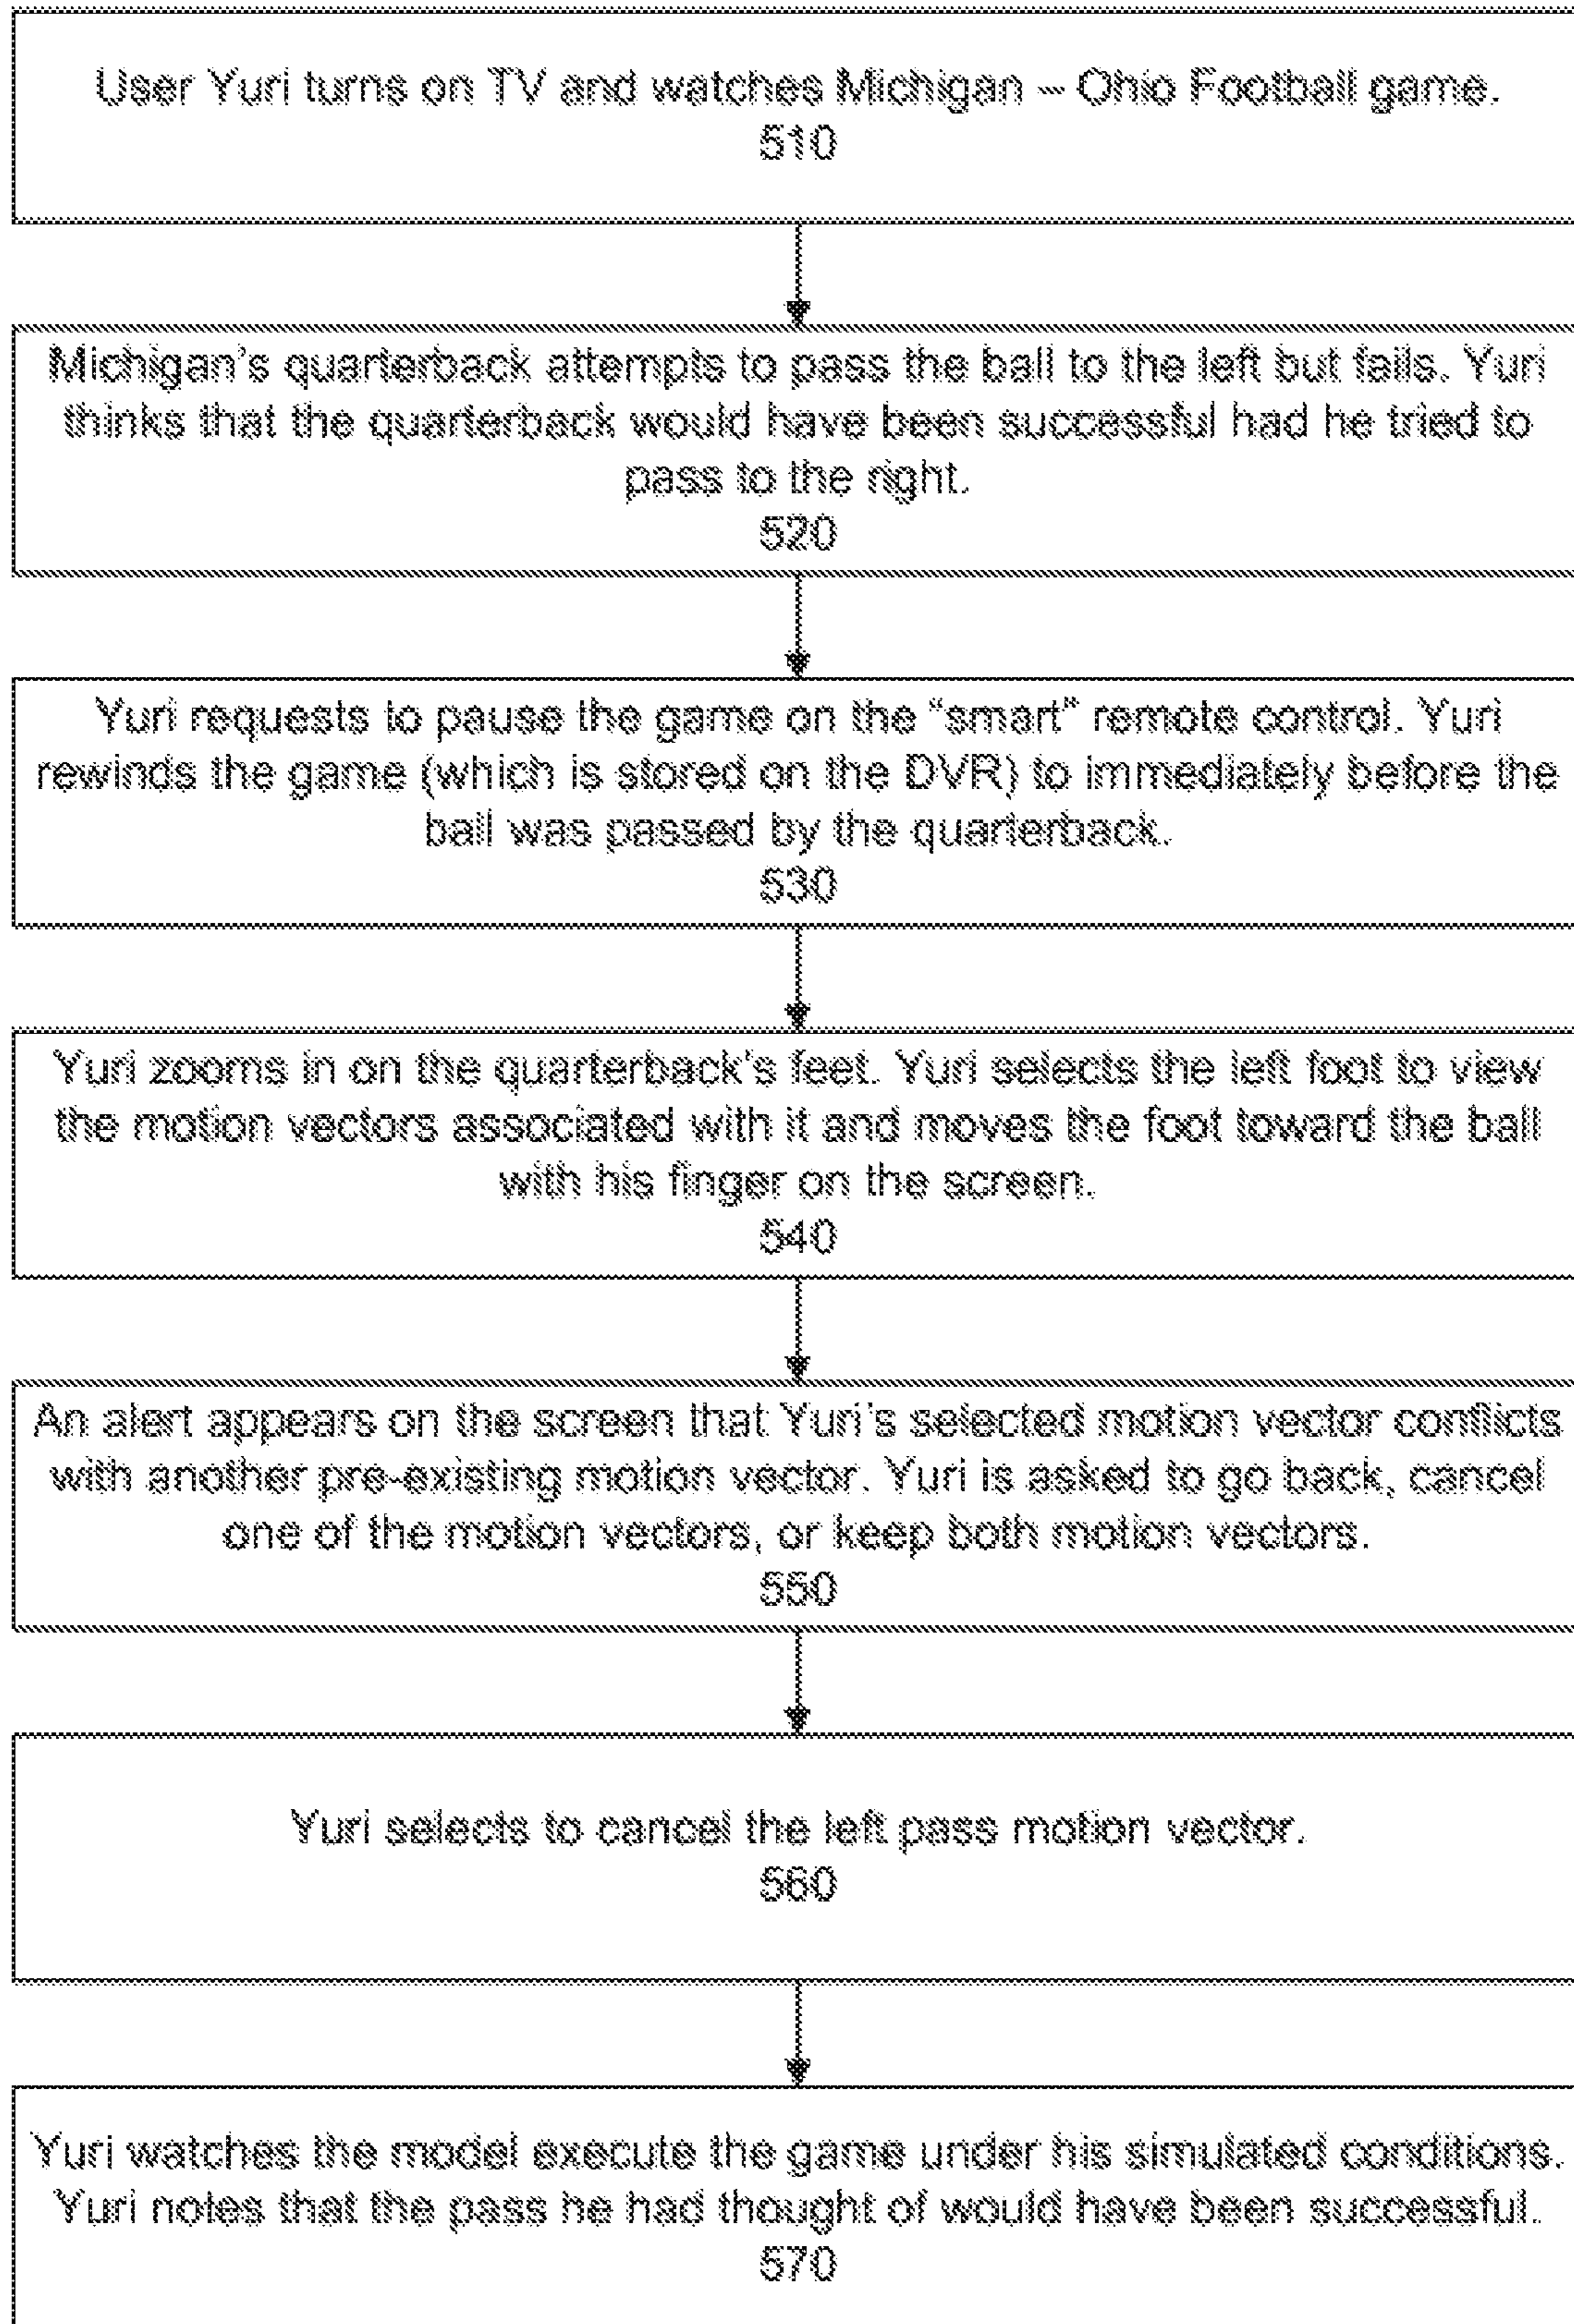 User Yuri turns on TV and watches Michigan – Ohio Football game.
510
Michigan's quarterback attempts to pass the ball to the left but fails. Yuri
thinks that the quarterback would have been successful had he tried to
pass to the right.
520
Yuri requests to pause the game on the “smart” remote control. Yuri
rewinds the game (which is stored on the DVR) to immediately before the
ball was passed by the quarterback.
530
Yuri zooms in on the quarterback's feet. Yuri selects the left foot to view
the motion vectors associated with it and moves the foot toward the ball
with his finger on the screen.
540
An alert appears on the screen that Yuri's selected motion vector conflicts
with another pre-existing motion vector. Yuri is asked to go back, cancel
one of the motion vectors, or keep both motion vectors.
550
Yuri selects to cancel the left pass motion vector.
560
Yuri watches the model execute the game under his simulated conditions.
Yuri notes that the pass he had thought of would have been successful.
570